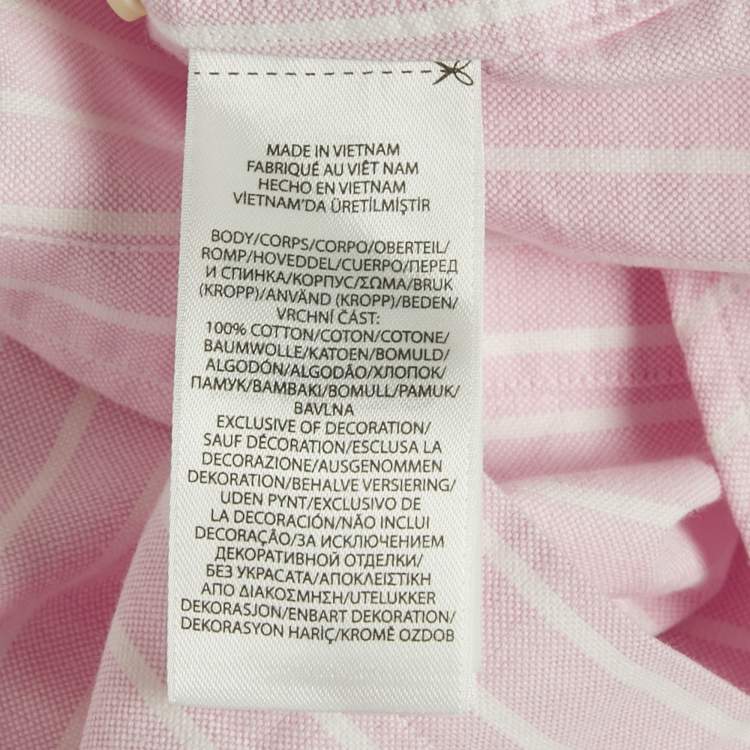 MADE IN VIETNAM
FABRIQUÉ AU VIÊT NAM
HECHO EN VIETNAM
VİETNAM'DA ÜRETİLMİŞTİR
BODY/CORPS/CORPO/OBERTEIL/
ROMP/HOVEDDEL/CUERPO/ПЕРЕД
И СПИНКА/КОРПУС/ΣΩΜΑ/BRUK
(KROPP)/ANVÄND (KROPP)/BEDEN/
VRCHNÍ ČÁST:
100% COTTON/COTON/COTONE/
BAUMWOLLE/KATOEN/BOMULD/
ALGODÓN/ALGODÃO/ХЛОПОК/
ПАМУК/ΒΑΜΒΑΚΙ/BOMULL/PAMUK/
BAVLNA
EXCLUSIVE OF DECORATION/
SAUF DÉCORATION/ESCLUSA LA
DECORAZIONE/AUSGENOMMEN
DEKORATION/BEHALVE VERSIERING/
UDEN PYNT/EXCLUSIVO DE
LA DECORACIÓN/NÃO INCLUI
DECORAÇÃO/ЗА ИСКЛЮЧЕНИЕМ
ДЕКОРАТИВНОЙ ОТДЕЛКИ/
БЕЗ УКРАСАТА/ΑΠΟΚΛΕΙΣΤΙΚΗ
ΑΠΟ ΔΙΑΚΟΣΜΗΣΗ/UTELUKKER
DEKORASJON/ENBART DEKORATION/
DEKORASYON HARİÇ/KROMĚ OZDOB